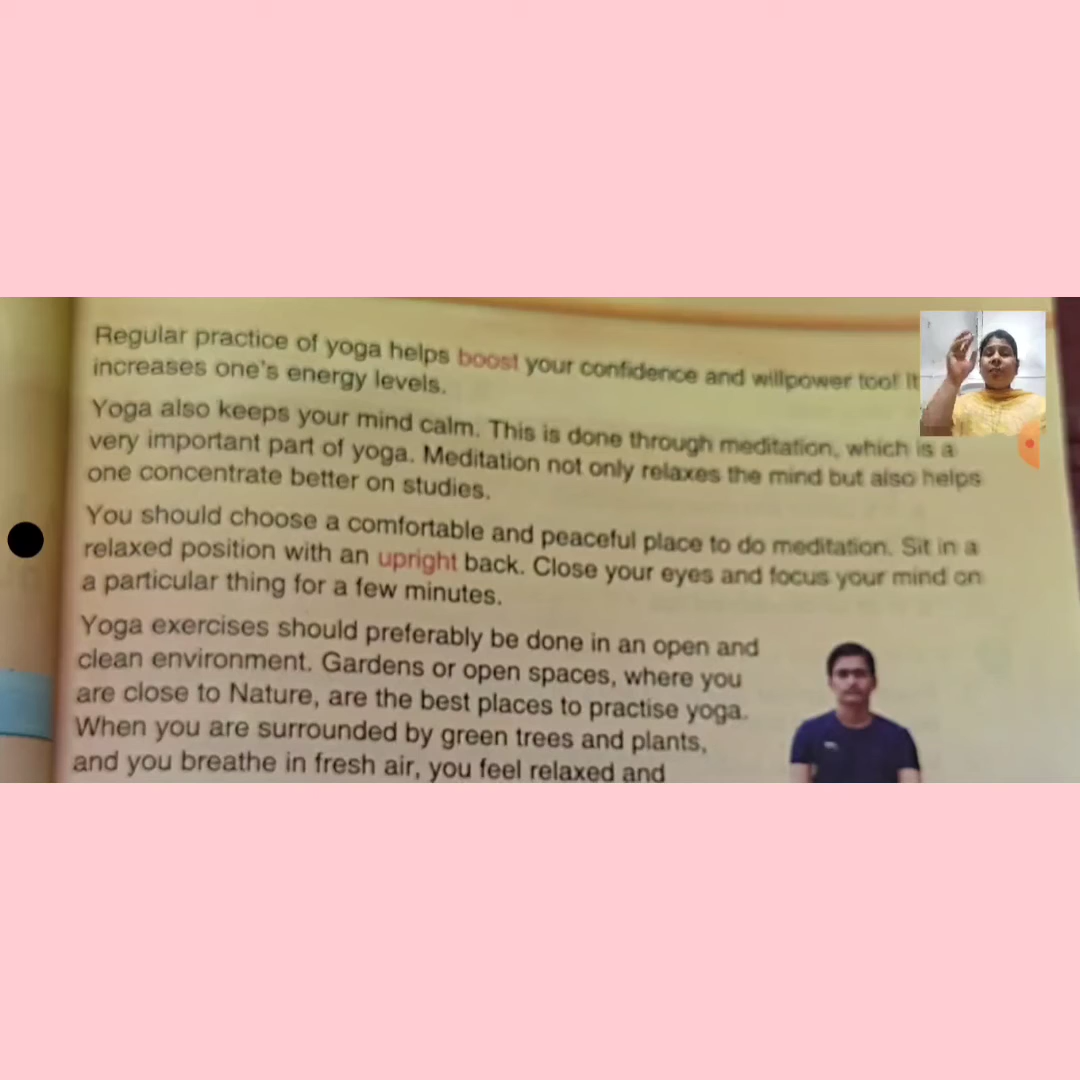 Regular practice of yoga helps boost your confidence and willpower too! It
increases one's energy levels.
Yoga also keeps your mind calm. This is done through meditation, which is a
very important part of yoga. Meditation not only relaxes the mind but also helps
one concentrate better on studies.
You should choose a comfortable and peaceful place to do meditation. Sit in a
relaxed position with an upright back. Close your eyes and focus your mind on
a particular thing for a few minutes.
Yoga exercises should preferably be done in an open and
clean environment. Gardens or open spaces, where you
are close to Nature, are the best places to practise yoga.
When you are surrounded by green trees and plants,
and you breathe in fresh air, you feel relaxed and